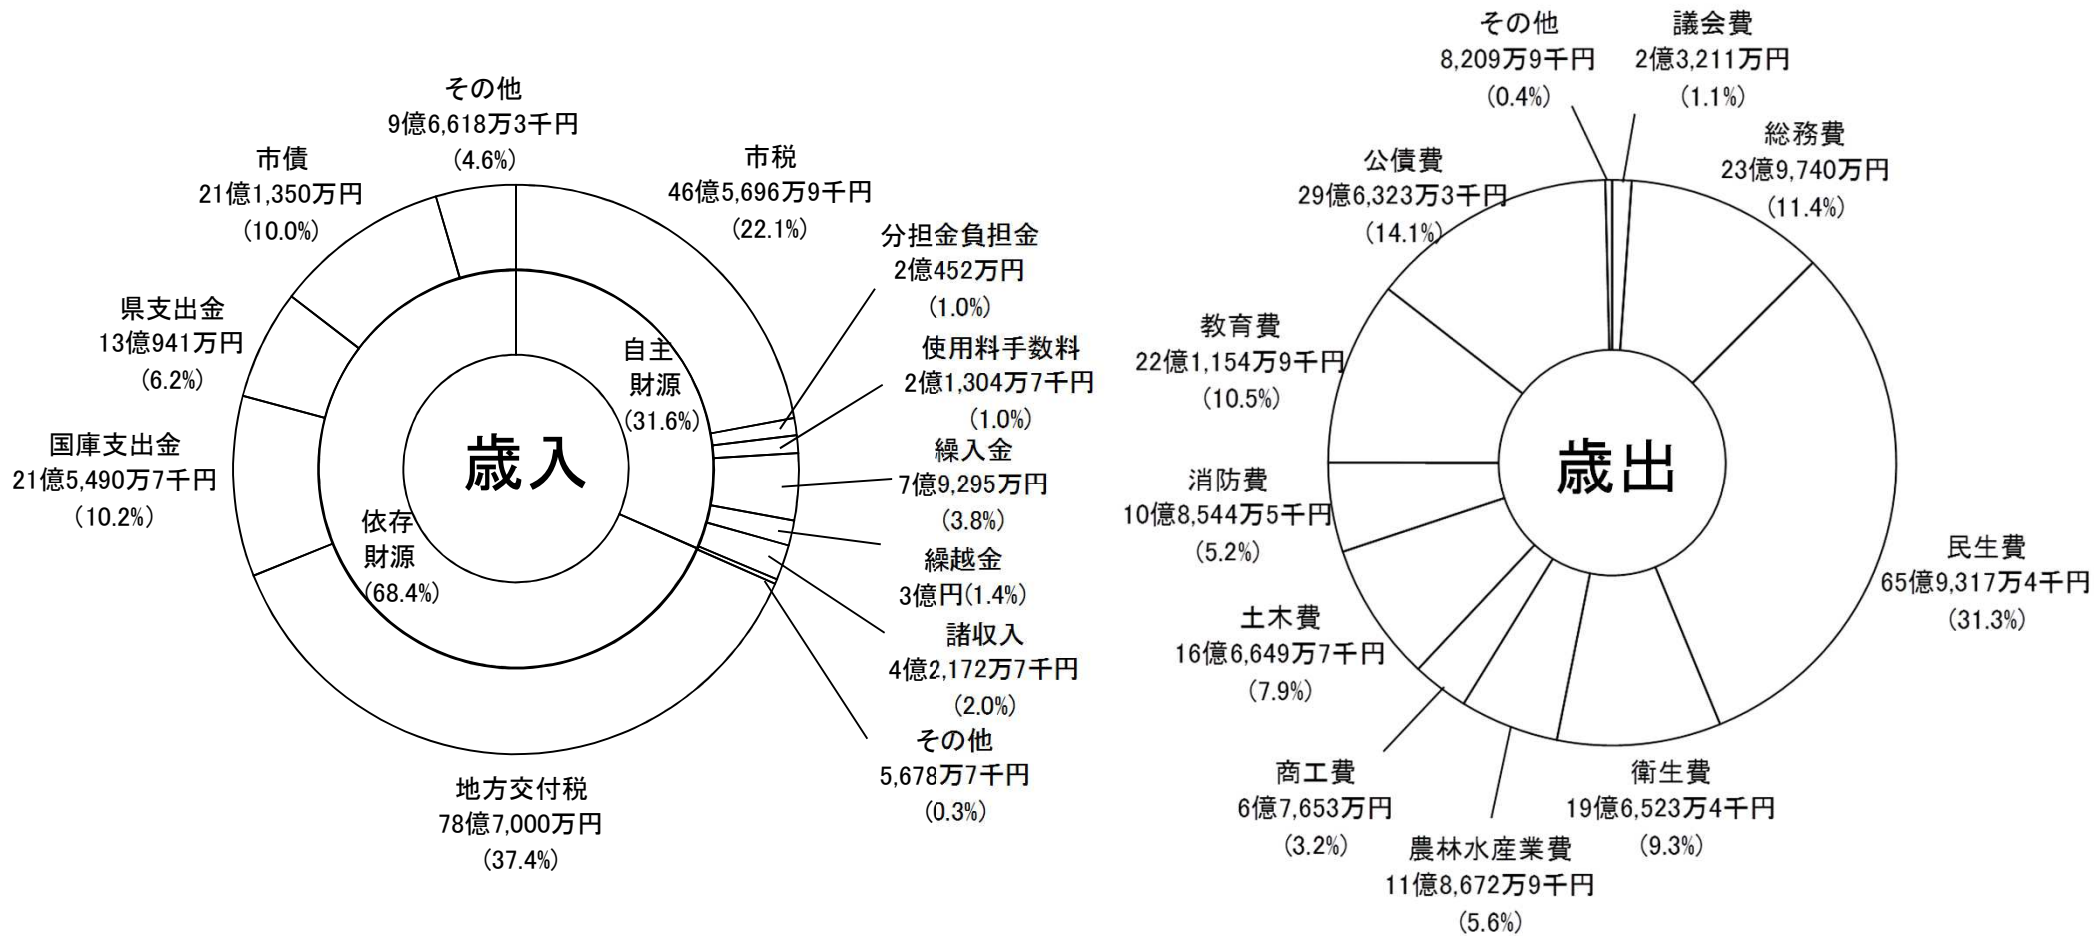 その他
9億6,618万3千円
(4.6%)
市税
46億5,696万9千円
(22.1%)
分担金負担金
2億452万円
(1.0%)
使用料手数料
2億1,304万7千円
(1.0%)
繰入金
7億9,295万円
(3.8%)
繰越金
3億円(1.4%)
諸収入
4億2,172万7千円
(2.0%)
その他
5,678万7千円
(0.3%)
地方交付税
78億7,000万円
(37.4%)
国庫支出金
21億5,490万7千円
(10.2%)
県支出金
13億941万円
(6.2%)
市債
21億1,350万円
(10.0%)
自主
財源
(31.6%)
依存
財源
(68.4%)
歳入
その他
8,209万9千円
(0.4%)
議会費
2億3,211万円
(1.1%)
総務費
23億9,740万円
(11.4%)
民生費
65億9,317万4千円
(31.3%)
衛生費
19億6,523万4千円
(9.3%)
農林水産業費
11億8,672万9千円
(5.6%)
商工費
6億7,653万円
(3.2%)
土木費
16億6,649万7千円
(7.9%)
消防費
10億8,544万5千円
(5.2%)
教育費
22億1,154万9千円
(10.5%)
公債費
29億6,323万3千円
(14.1%)
歳出